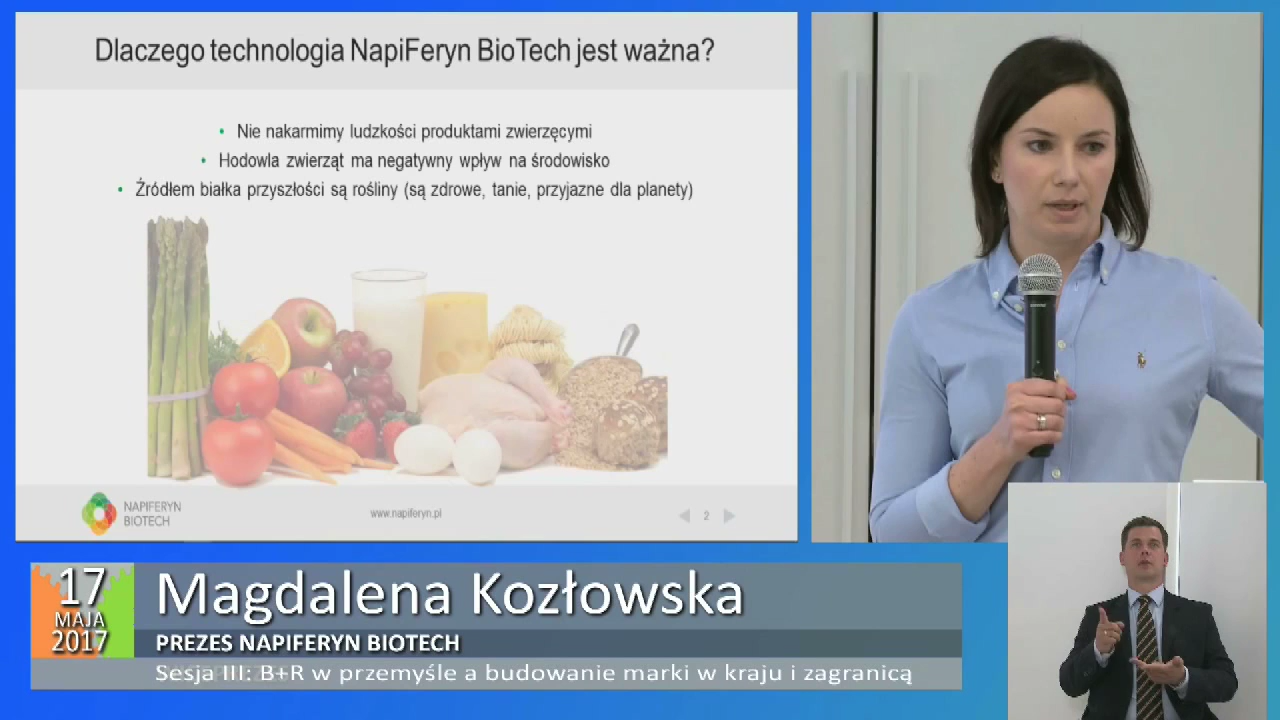 Dlaczego technologia NapiFeryn BioTech jest ważna?
• Nie nakarmimy ludzkości produktami zwierzęcymi
• Hodowla zwierząt ma negatywny wpływ na środowisko
• Źródłem białka przyszłości są rośliny (są zdrowe, tanie, przyjazne dla planety)
NAPIFERYN
BIOTECH
www.napiferyn.pl
2
17
MAJA
2017
Magdalena Kozłowska
PREZES NAPIFERYN BIOTECH
Sesja III: B+R w przemyśle a budowanie marki w kraju i zagranicą